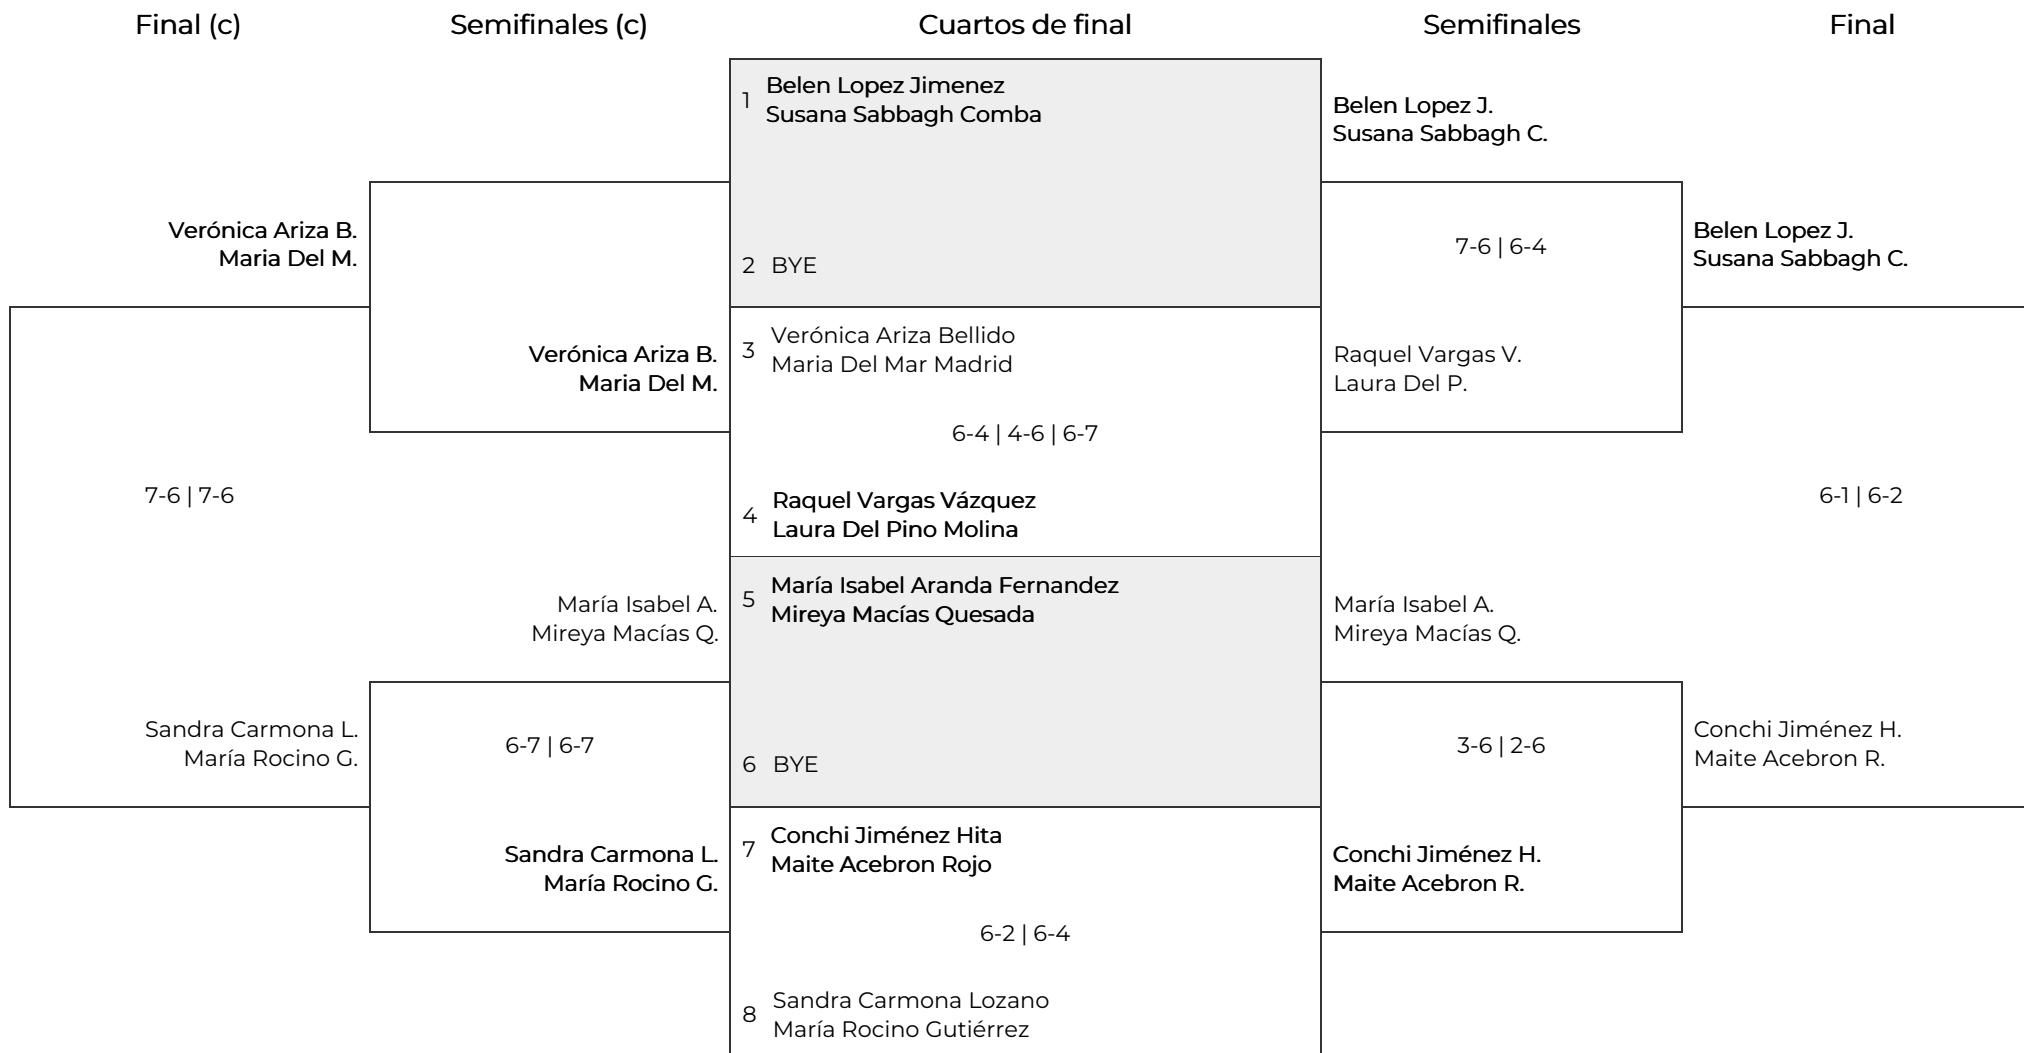 Final (c)
Semifinales (c)
Cuartos de final
Semifinales
Final
Verónica Ariza B.
Maria Del M.
7-6 | 7-6
Sandra Carmona L.
María Rocino G.
Verónica Ariza B.
Maria Del M.
María Isabel A.
Mireya Macías Q.
6-7 | 6-7
Sandra Carmona L.
María Rocino G.
1
Belen Lopez Jimenez
Susana Sabbagh Comba
2 BYE
3
Verónica Ariza Bellido
Maria Del Mar Madrid
6-4 | 4-6 | 6-7
4
Raquel Vargas Vázquez
Laura Del Pino Molina
5
María Isabel Aranda Fernandez
Mireya Macías Quesada
6 BYE
7
Conchi Jiménez Hita
Maite Acebron Rojo
6-2 | 6-4
8
Sandra Carmona Lozano
María Rocino Gutiérrez
Belen Lopez J.
Susana Sabbagh C.
7-6 | 6-4
Raquel Vargas V.
Laura Del P.
María Isabel A.
Mireya Macías Q.
3-6 | 2-6
Conchi Jiménez H.
Maite Acebron R.
Belen Lopez J.
Susana Sabbagh C.
6-1 | 6-2
Conchi Jiménez H.
Maite Acebron R.